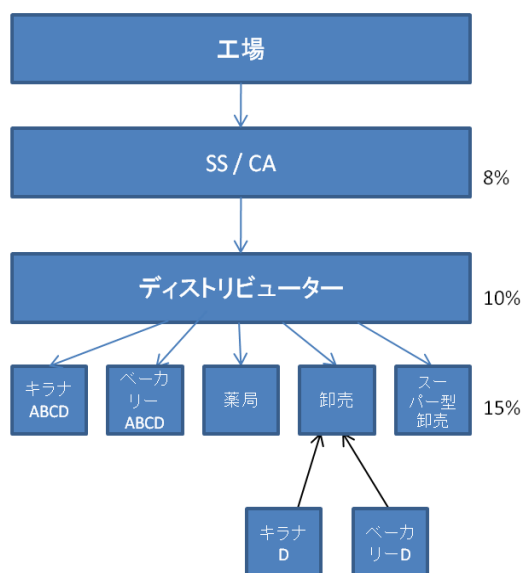 工場
SS / CA
8%
ディストリビューター
10%
キラナ
ABCD
ベーカ
リー
ABCD
薬局
卸売
スー
パー型
卸売
15%
キラナ
D
ベーカ
リーD